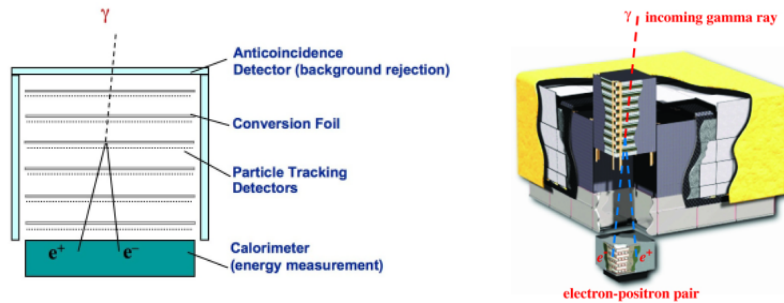 γ
Anticoincidence
Detector (background rejection)
Conversion Foil
Particle Tracking
Detectors
e⁺ e⁻
Calorimeter
(energy measurement)
γ incoming gamma ray
e⁻ e⁺
electron-positron pair